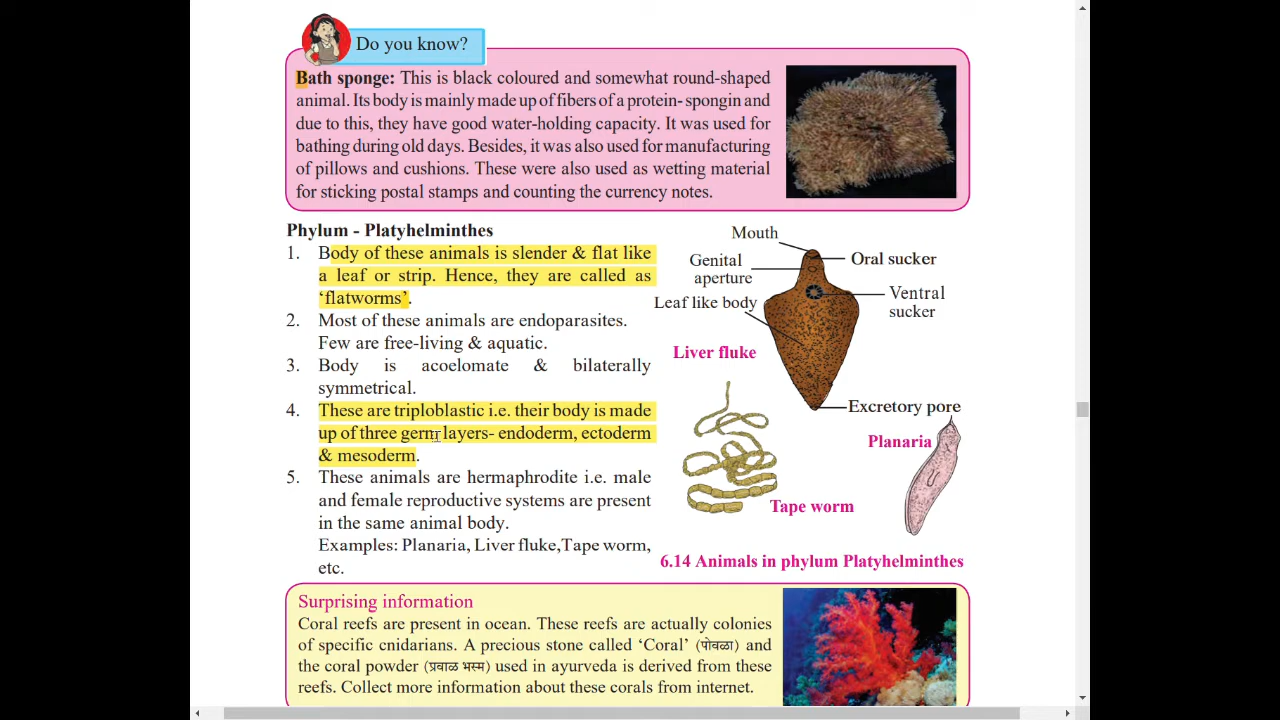 Do you know?
Bath sponge: This is black coloured and somewhat round-shaped
animal. Its body is mainly made up of fibers of a protein- spongin and
due to this, they have good water-holding capacity. It was used for
bathing during old days. Besides, it was also used for manufacturing
of pillows and cushions. These were also used as wetting material
for sticking postal stamps and counting the currency notes.
Phylum - Platyhelminthes
1. Body of these animals is slender & flat like
a leaf or strip. Hence, they are called as
‘flatworms’.
2. Most of these animals are endoparasites.
Few are free-living & aquatic.
3. Body is acoelomate & bilaterally
symmetrical.
4. These are triploblastic i.e. their body is made
up of three germ layers- endoderm, ectoderm
& mesoderm.
5. These animals are hermaphrodite i.e. male
and female reproductive systems are present
in the same animal body.
Examples: Planaria, Liver fluke,Tape worm,
etc.
Mouth
Oral sucker
Genital
aperture
Ventral
sucker
Leaf like body
Liver fluke
Excretory pore
Planaria
Tape worm
6.14 Animals in phylum Platyhelminthes
Surprising information
Coral reefs are present in ocean. These reefs are actually colonies
of specific cnidarians. A precious stone called ‘Coral’ (पोवळा) and
the coral powder (प्रवाळ भस्म) used in ayurveda is derived from these
reefs. Collect more information about these corals from internet.